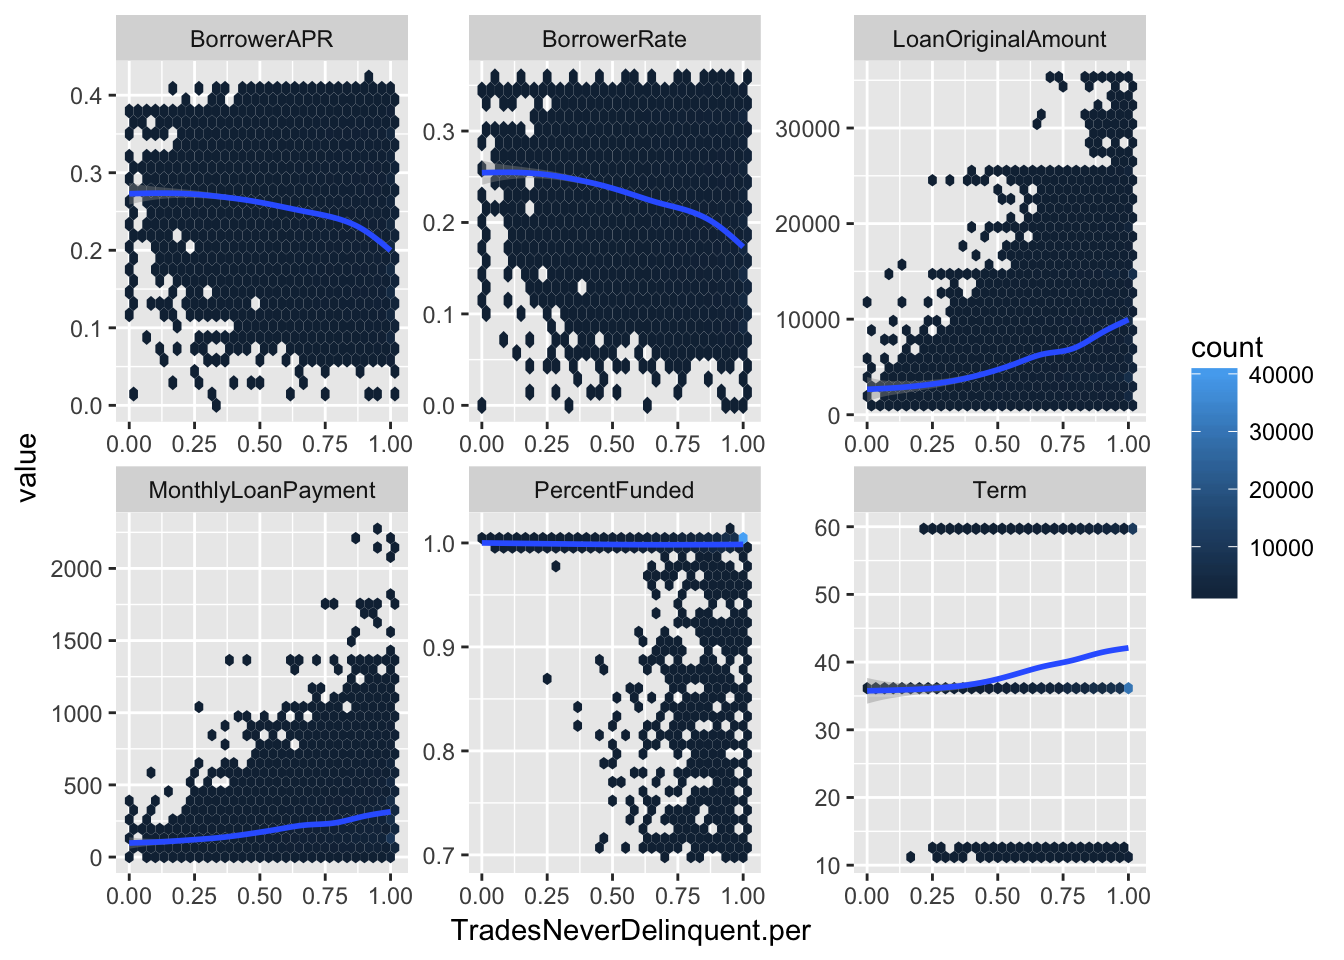 BorrowerAPR
BorrowerRate
LoanOriginalAmount
0.4
0.3
0.2
0.1
0.0
0.3
0.2
0.1
0.0
30000
20000
10000
0
0.00 0.25 0.50 0.75 1.00
0.00 0.25 0.50 0.75 1.00
0.00 0.25 0.50 0.75 1.00
MonthlyLoanPayment
PercentFunded
Term
2000
1500
1000
500
0
1.0
0.9
0.8
0.7
60
50
40
30
20
10
0.00 0.25 0.50 0.75 1.00
0.00 0.25 0.50 0.75 1.00
0.00 0.25 0.50 0.75 1.00
value
TradesNeverDelinquent.per
count
40000
30000
20000
10000